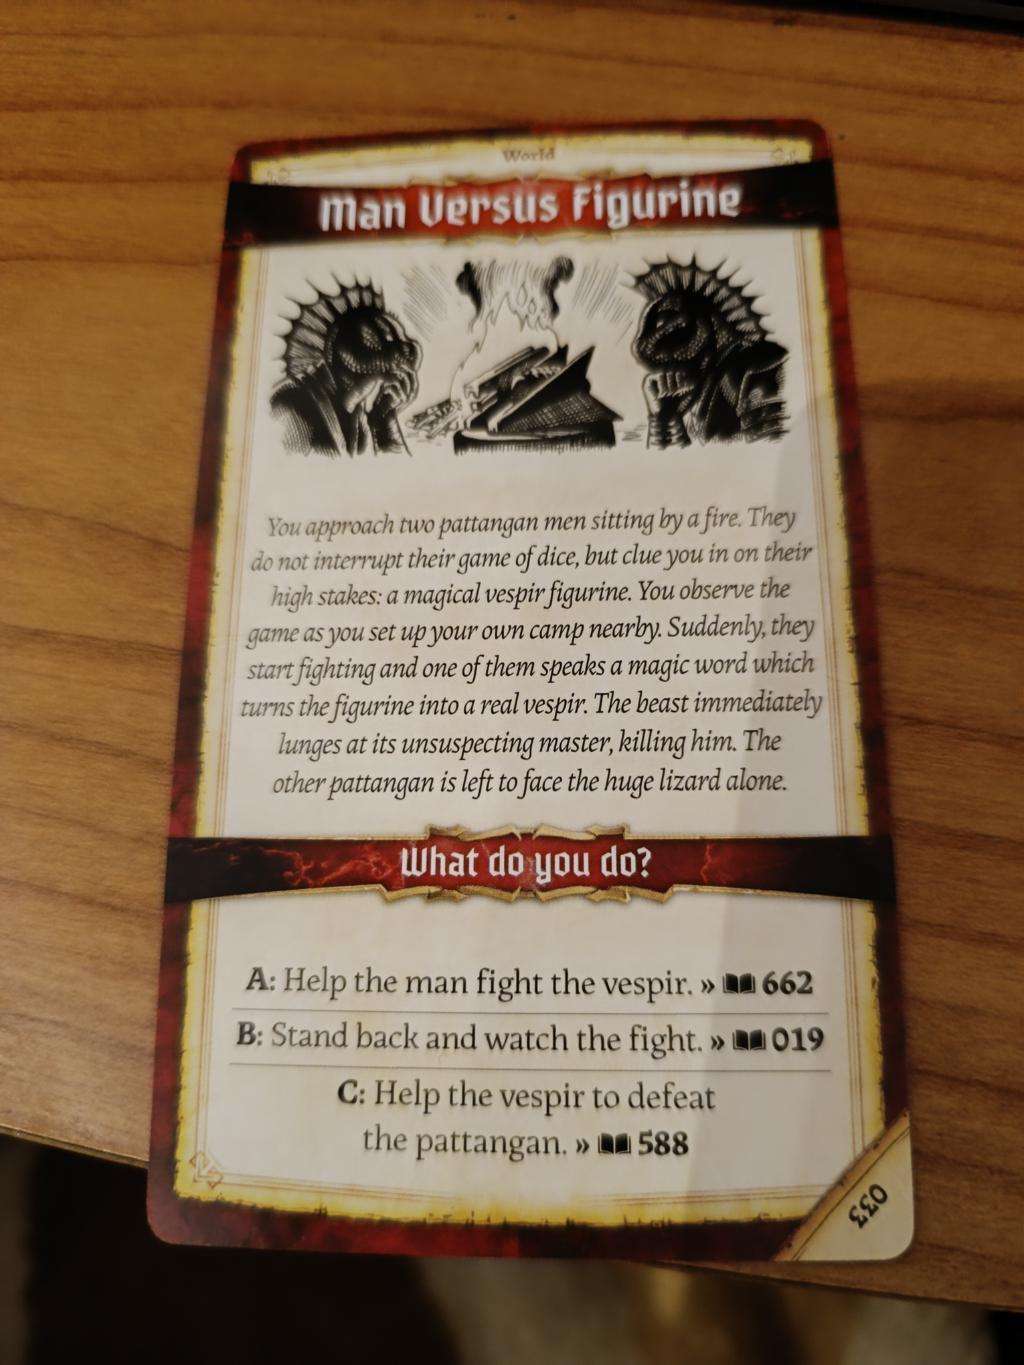 World
Man Versus Figurine
You approach two pattangan men sitting by a fire. They
do not interrupt their game of dice, but clue you in on their
high stakes: a magical vespir figurine. You observe the
game as you set up your own camp nearby. Suddenly, they
start fighting and one of them speaks a magic word which
turns the figurine into a real vespir. The beast immediately
lunges at its unsuspecting master, killing him. The
other pattangan is left to face the huge lizard alone.
What do you do?
A: Help the man fight the vespir. » 662
B: Stand back and watch the fight. » 019
C: Help the vespir to defeat
the pattangan. » 588
033